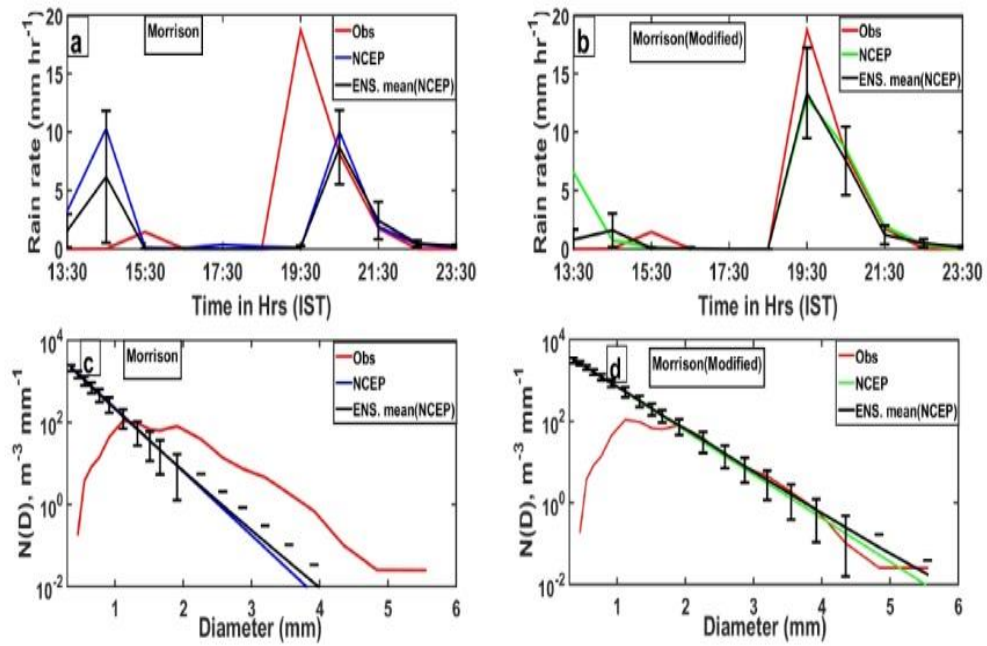 a
Morrison
Obs
NCEP
ENS. mean(NCEP)
Rain rate (mm hr⁻¹)
20
15
10
5
0
13:30 15:30 17:30 19:30 21:30 23:30
Time in Hrs (IST)
b
Morrison(Modified)
Obs
NCEP
ENS. mean(NCEP)
Rain rate (mm hr⁻¹)
20
15
10
5
0
13:30 15:30 17:30 19:30 21:30 23:30
Time in Hrs (IST)
c
Morrison
Obs
NCEP
ENS. mean(NCEP)
N(D), m⁻³ mm⁻¹
10⁴
10²
10⁰
10⁻²
1 2 3 4 5 6
Diameter (mm)
d
Morrison(Modified)
Obs
NCEP
ENS. mean(NCEP)
N(D), m⁻³ mm⁻¹
10⁴
10²
10⁰
10⁻²
1 2 3 4 5 6
Diameter (mm)